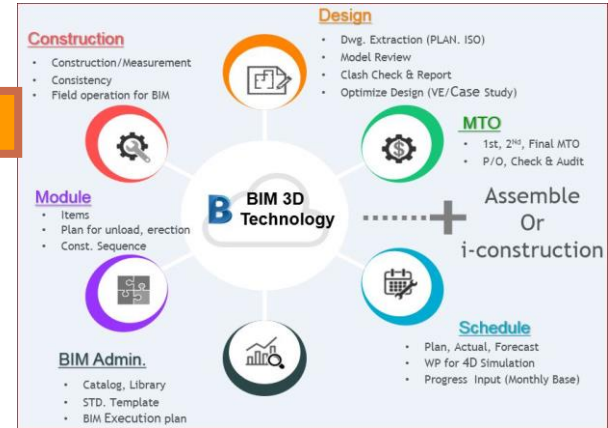 Design
• Dwg. Extraction (PLAN. ISO)
• Model Review
• Clash Check & Report
• Optimize Design (VE/Case Study)
Construction
• Construction/Measurement
• Consistency
• Field operation for BIM
MTO
• 1st, 2Nd, Final MTO
• P/O, Check & Audit
Module
• Items
• Plan for unload, erection
• Const. Sequence
B BIM 3D
Technology
Assemble
Or
i-construction
Schedule
• Plan, Actual, Forecast
• WP for 4D Simulation
• Progress Input (Monthly Base)
BIM Admin.
• Catalog, Library
• STD. Template
• BIM Execution plan